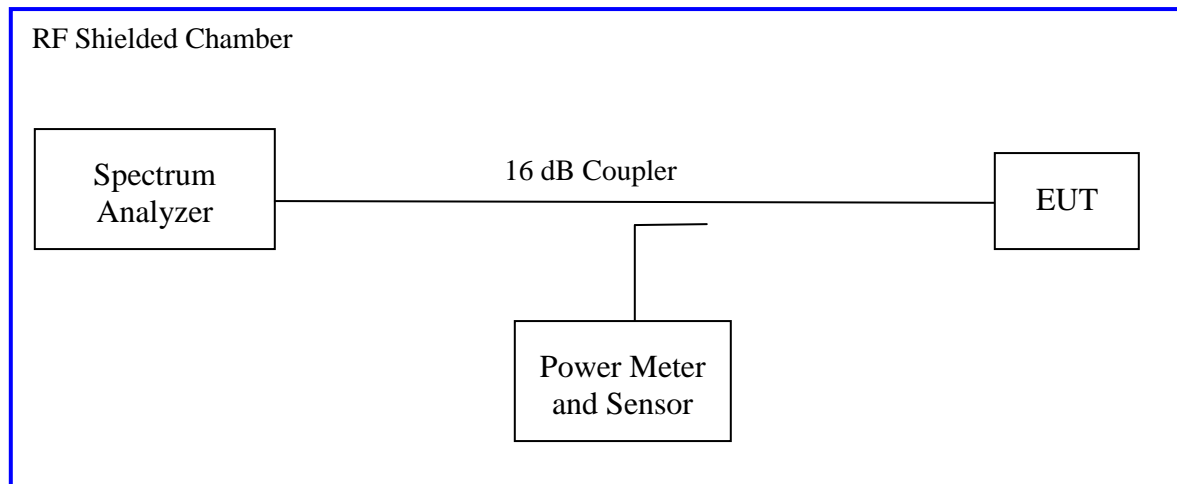 RF Shielded Chamber
16 dB Coupler
Spectrum
Analyzer
EUT
Power Meter
and Sensor